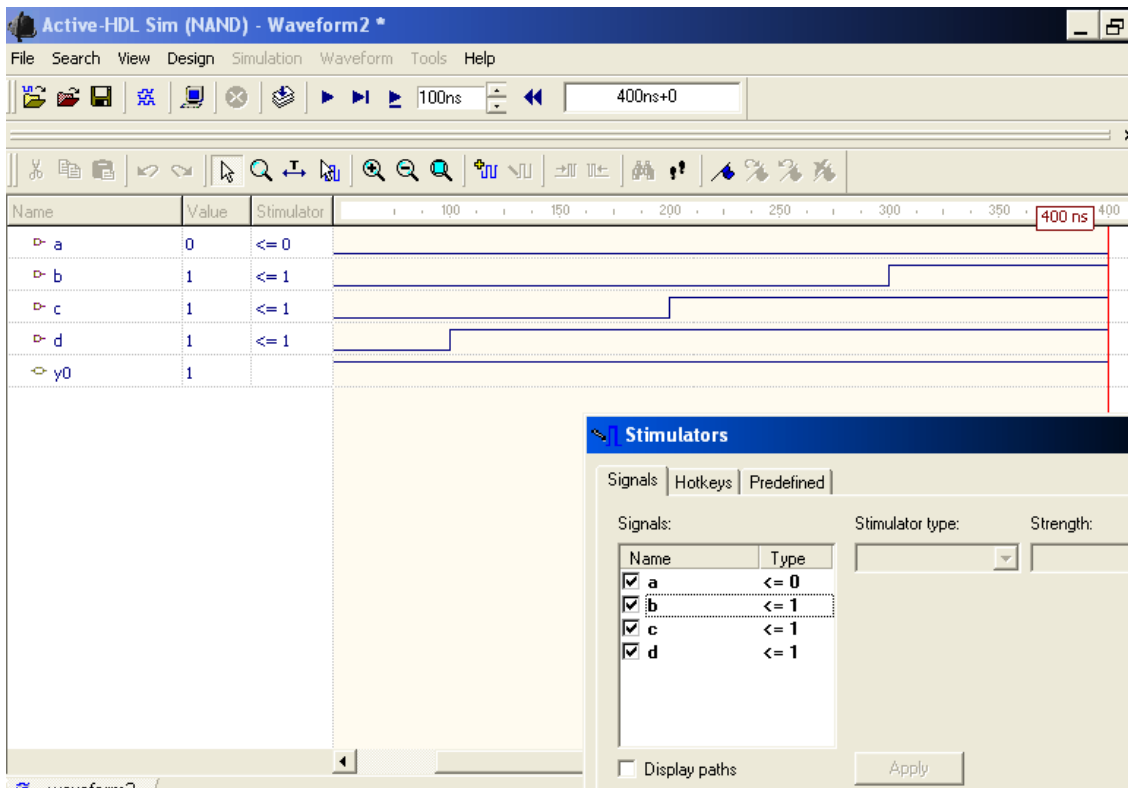 Active-HDL Sim (NAND) - Waveform2 *
File Search View Design Simulation Waveform Tools Help
100ns 400ns+0
Name Value Stimulator 100 150 200 250 300 350 400 ns 400
a 0 <= 0
b 1 <= 1
c 1 <= 1
d 1 <= 1
y0 1
Stimulators
Signals Hotkeys Predefined
Signals: Stimulator type: Strength:
Name Type
a <= 0
b <= 1
c <= 1
d <= 1
Display paths Apply